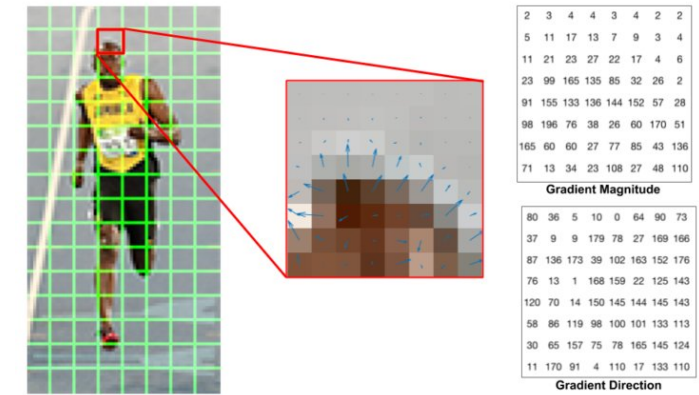 2 3 4 4 3 4 2 2
5 11 17 13 7 9 3 4
11 21 23 27 22 17 4 6
23 99 165 135 85 32 26 2
91 155 133 136 144 152 57 28
98 196 76 38 26 60 170 51
165 60 60 27 77 85 43 136
71 13 34 23 108 27 48 110
Gradient Magnitude
80 36 5 10 0 64 90 73
37 9 9 179 78 27 169 166
87 136 173 39 102 163 152 176
76 13 1 168 159 22 125 143
120 70 14 150 145 144 145 143
58 86 119 98 100 101 133 113
30 65 157 75 78 165 145 124
11 170 91 4 110 17 133 110
Gradient Direction